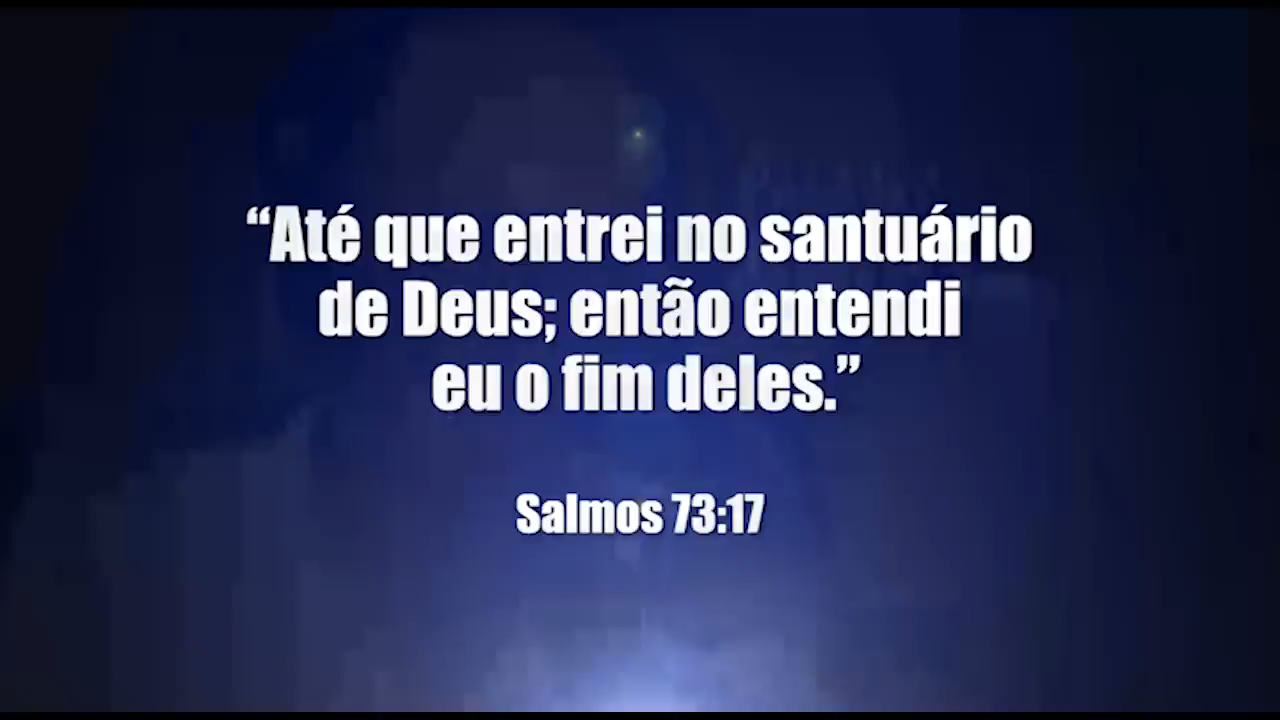 “Até que entrei no santuário
de Deus; então entendi
eu o fim deles.”
Salmos 73:17